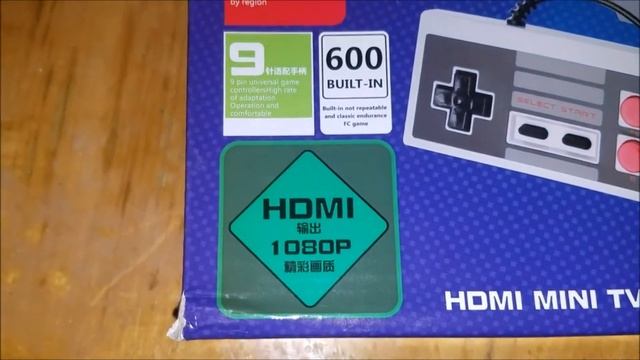 by region
9针适配手柄
9 pin universal game
controllersHigh rate
of adaptation
Operation and
comfortable
600
BUILT-IN
Built-in not repeatable
and classic endurance
FC game
SELECT START
HDMI
输出
1080P
精彩画质
HDMI MINI TV